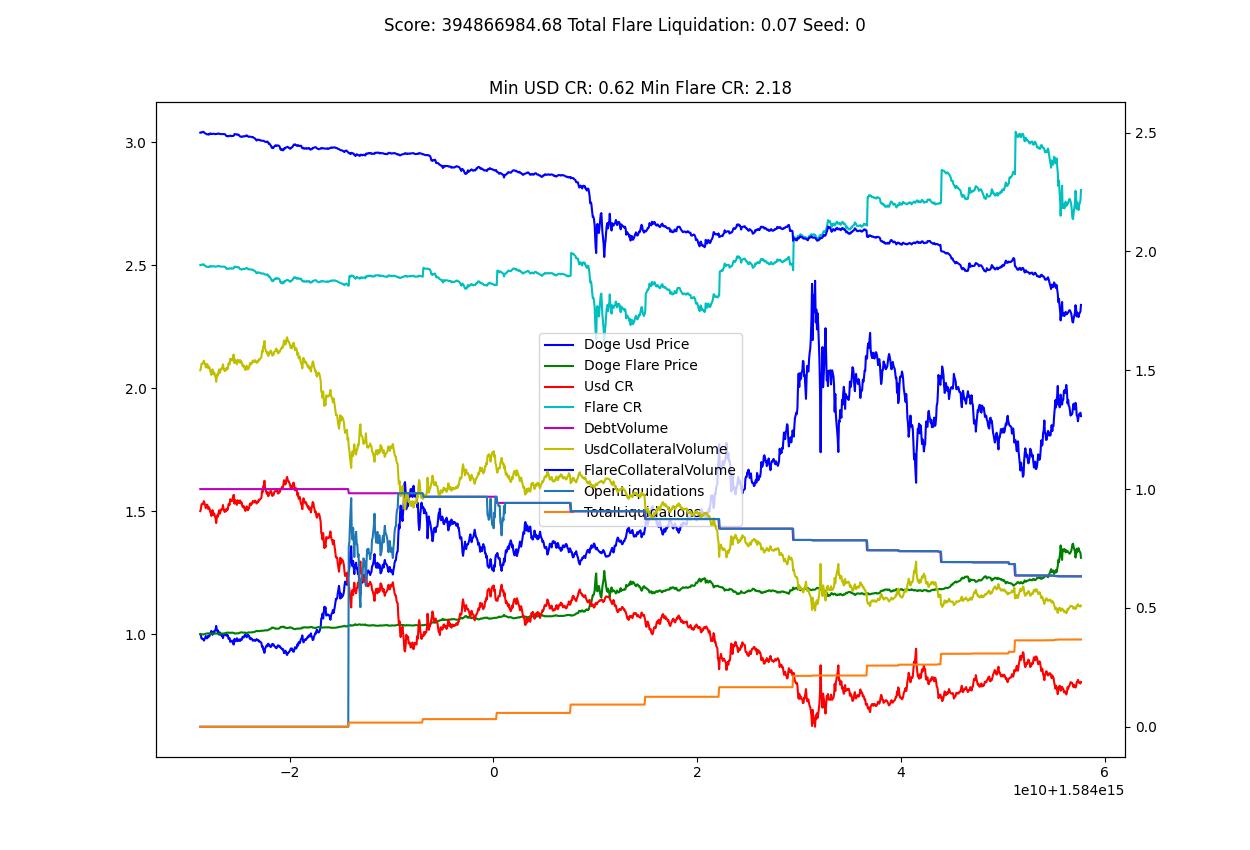 Score: 394866984.68 Total Flare Liquidation: 0.07 Seed: 0
Min USD CR: 0.62 Min Flare CR: 2.18
3.0
2.5
2.0
1.5
1.0
2.5
2.0
1.5
1.0
0.5
0.0
Doge Usd Price
Doge Flare Price
Usd CR
Flare CR
DebtVolume
UsdCollateralVolume
FlareCollateralVolume
OpenLiquidations
TotalLiquidations
−2 0 2 4 6
1e10+1.584e15